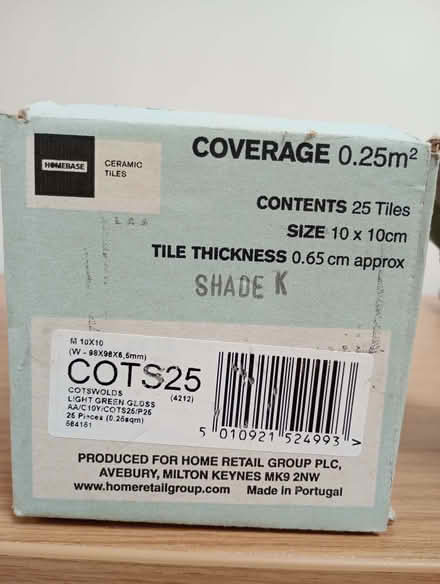 HOMEBASE
CERAMIC
TILES
COVERAGE 0.25m²
CONTENTS 25 Tiles
SIZE 10 x 10cm
TILE THICKNESS 0.65 cm approx
SHADE K
M 10X10
(W - 98X98X6,5mm)
COTS25
COTSWOLDS (4212)
LIGHT GREEN GLOSS
AA/C10Y/COTS25/P25
25 Pieces (0.25sqm)
564151
5 010921 524993 >
PRODUCED FOR HOME RETAIL GROUP PLC,
AVEBURY, MILTON KEYNES MK9 2NW
www.homeretailgroup.com Made in Portugal